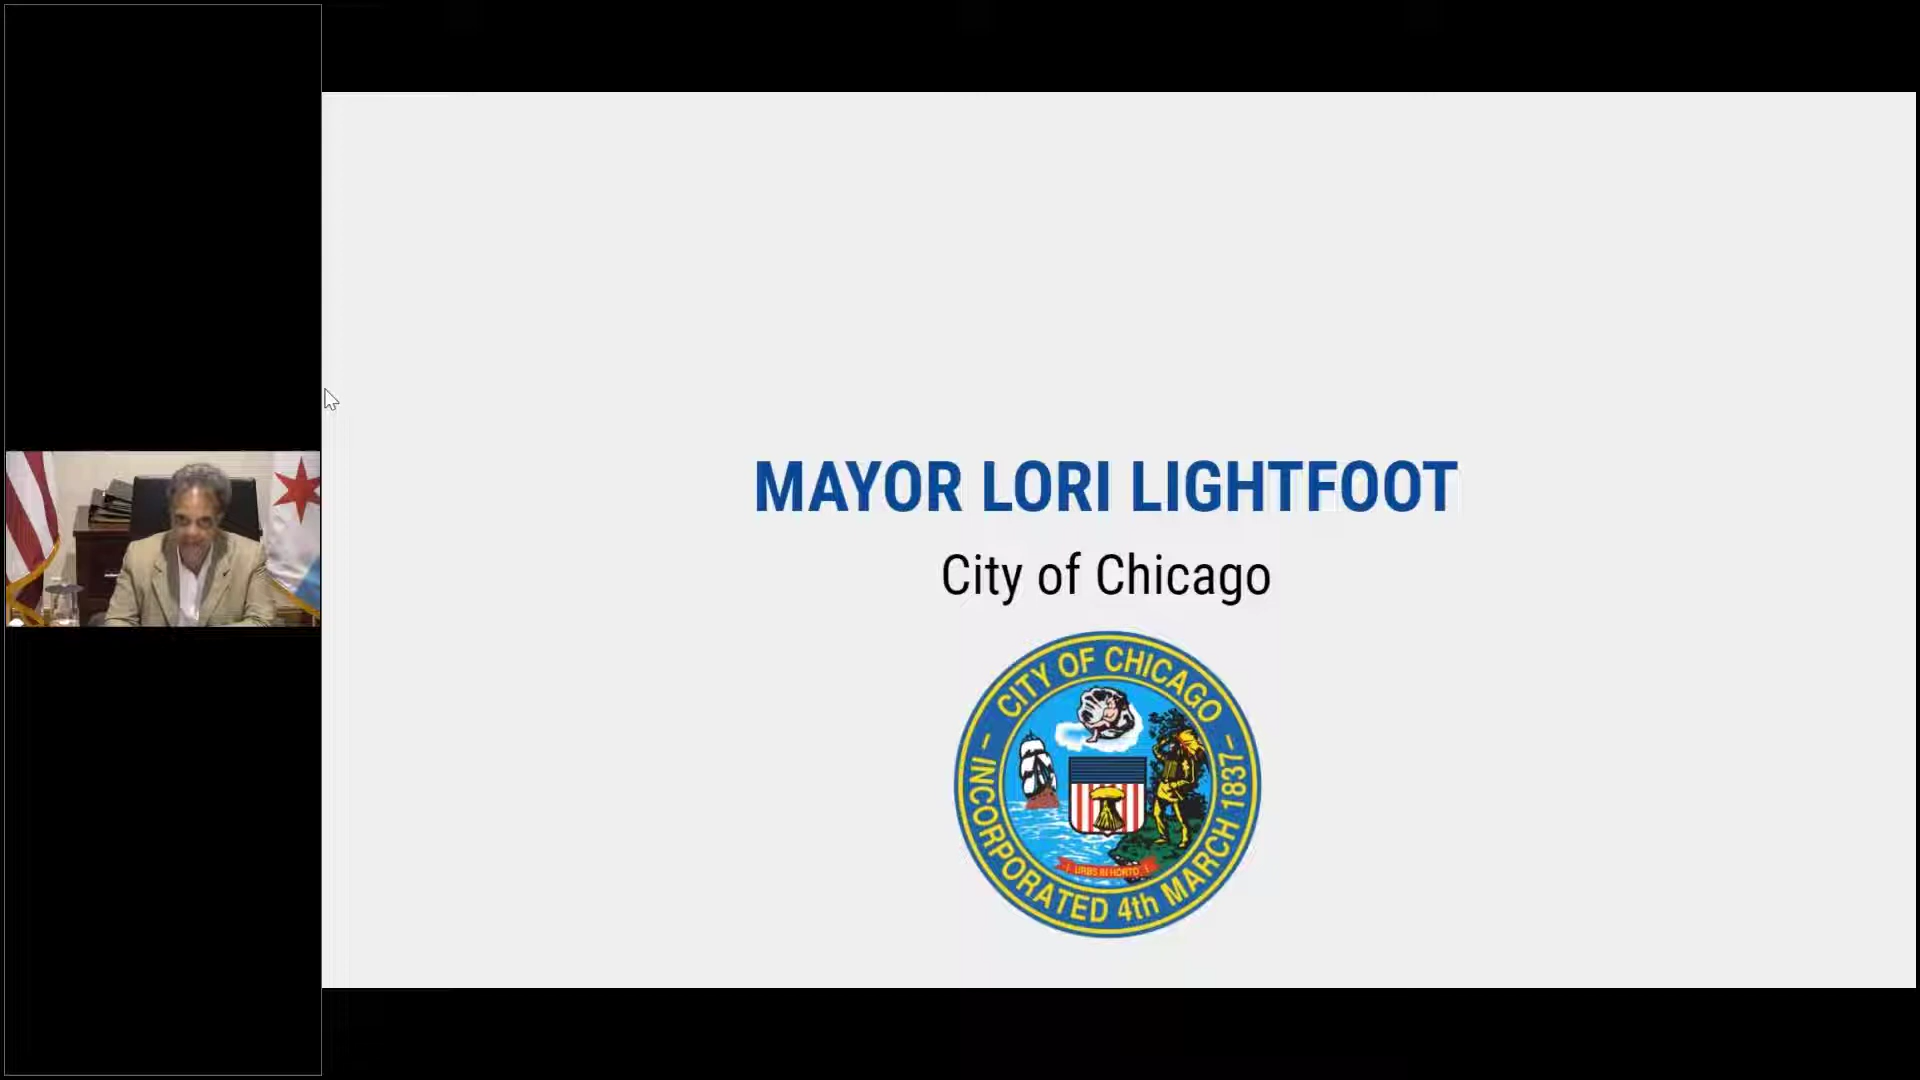 MAYOR LORI LIGHTFOOT
City of Chicago
CITY OF CHICAGO
- INCORPORATED 4th MARCH 1837 -
URBS IN HORTO